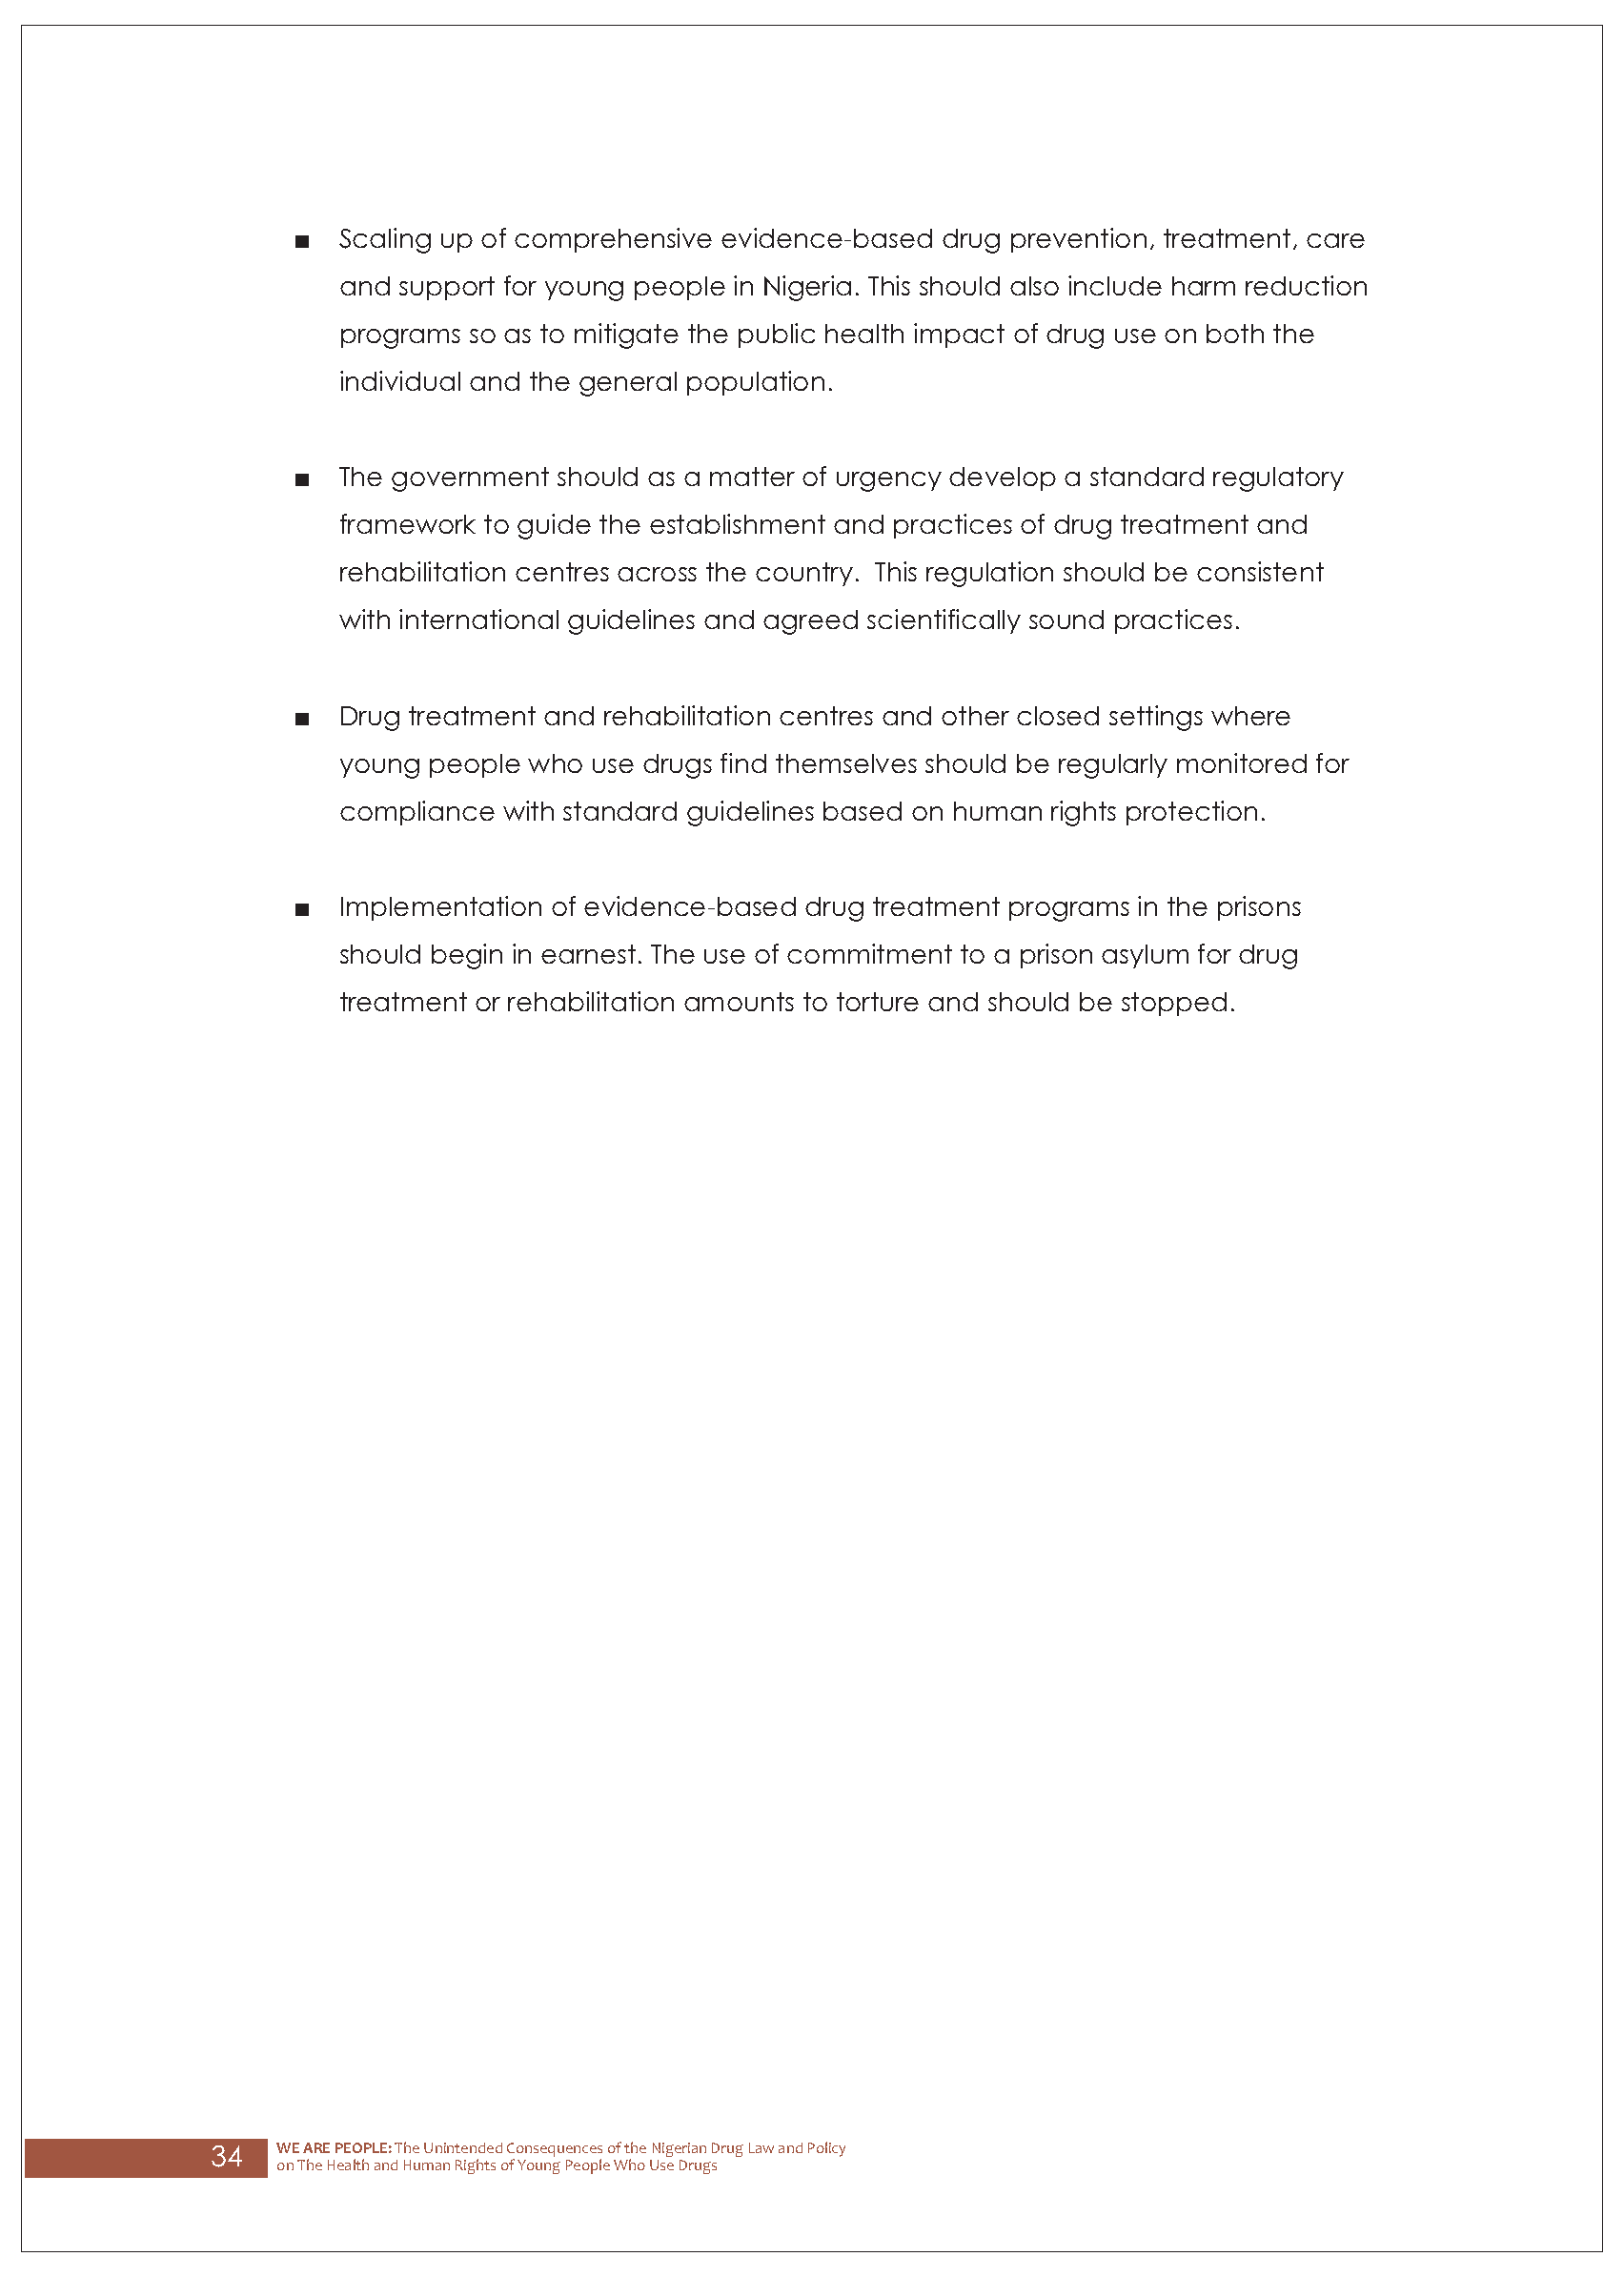 ■ Scaling up of comprehensive evidence-based drug prevention, treatment, care
and support for young people in Nigeria. This should also include harm reduction
programs so as to mitigate the public health impact of drug use on both the
individual and the general population.
■ The government should as a matter of urgency develop a standard regulatory
framework to guide the establishment and practices of drug treatment and
rehabilitation centres across the country.  This regulation should be consistent
with international guidelines and agreed scientifically sound practices.
■ Drug treatment and rehabilitation centres and other closed settings where
young people who use drugs find themselves should be regularly monitored for
compliance with standard guidelines based on human rights protection.
■ Implementation of evidence-based drug treatment programs in the prisons
should begin in earnest. The use of commitment to a prison asylum for drug
treatment or rehabilitation amounts to torture and should be stopped.
34 WE ARE PEOPLE: The Unintended Consequences of the Nigerian Drug Law and Policy
on The Health and Human Rights of Young People Who Use Drugs